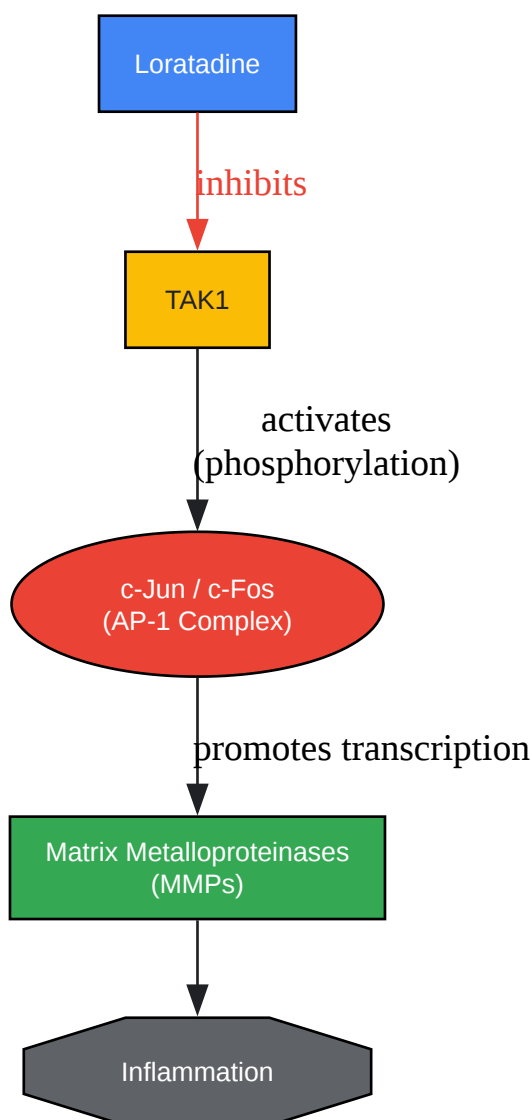 Loratadine
inhibits
TAK1
activates
(phosphorylation)
c-Jun / c-Fos
(AP-1 Complex)
promotes transcription
Matrix Metalloproteinases
(MMPs)
Inflammation